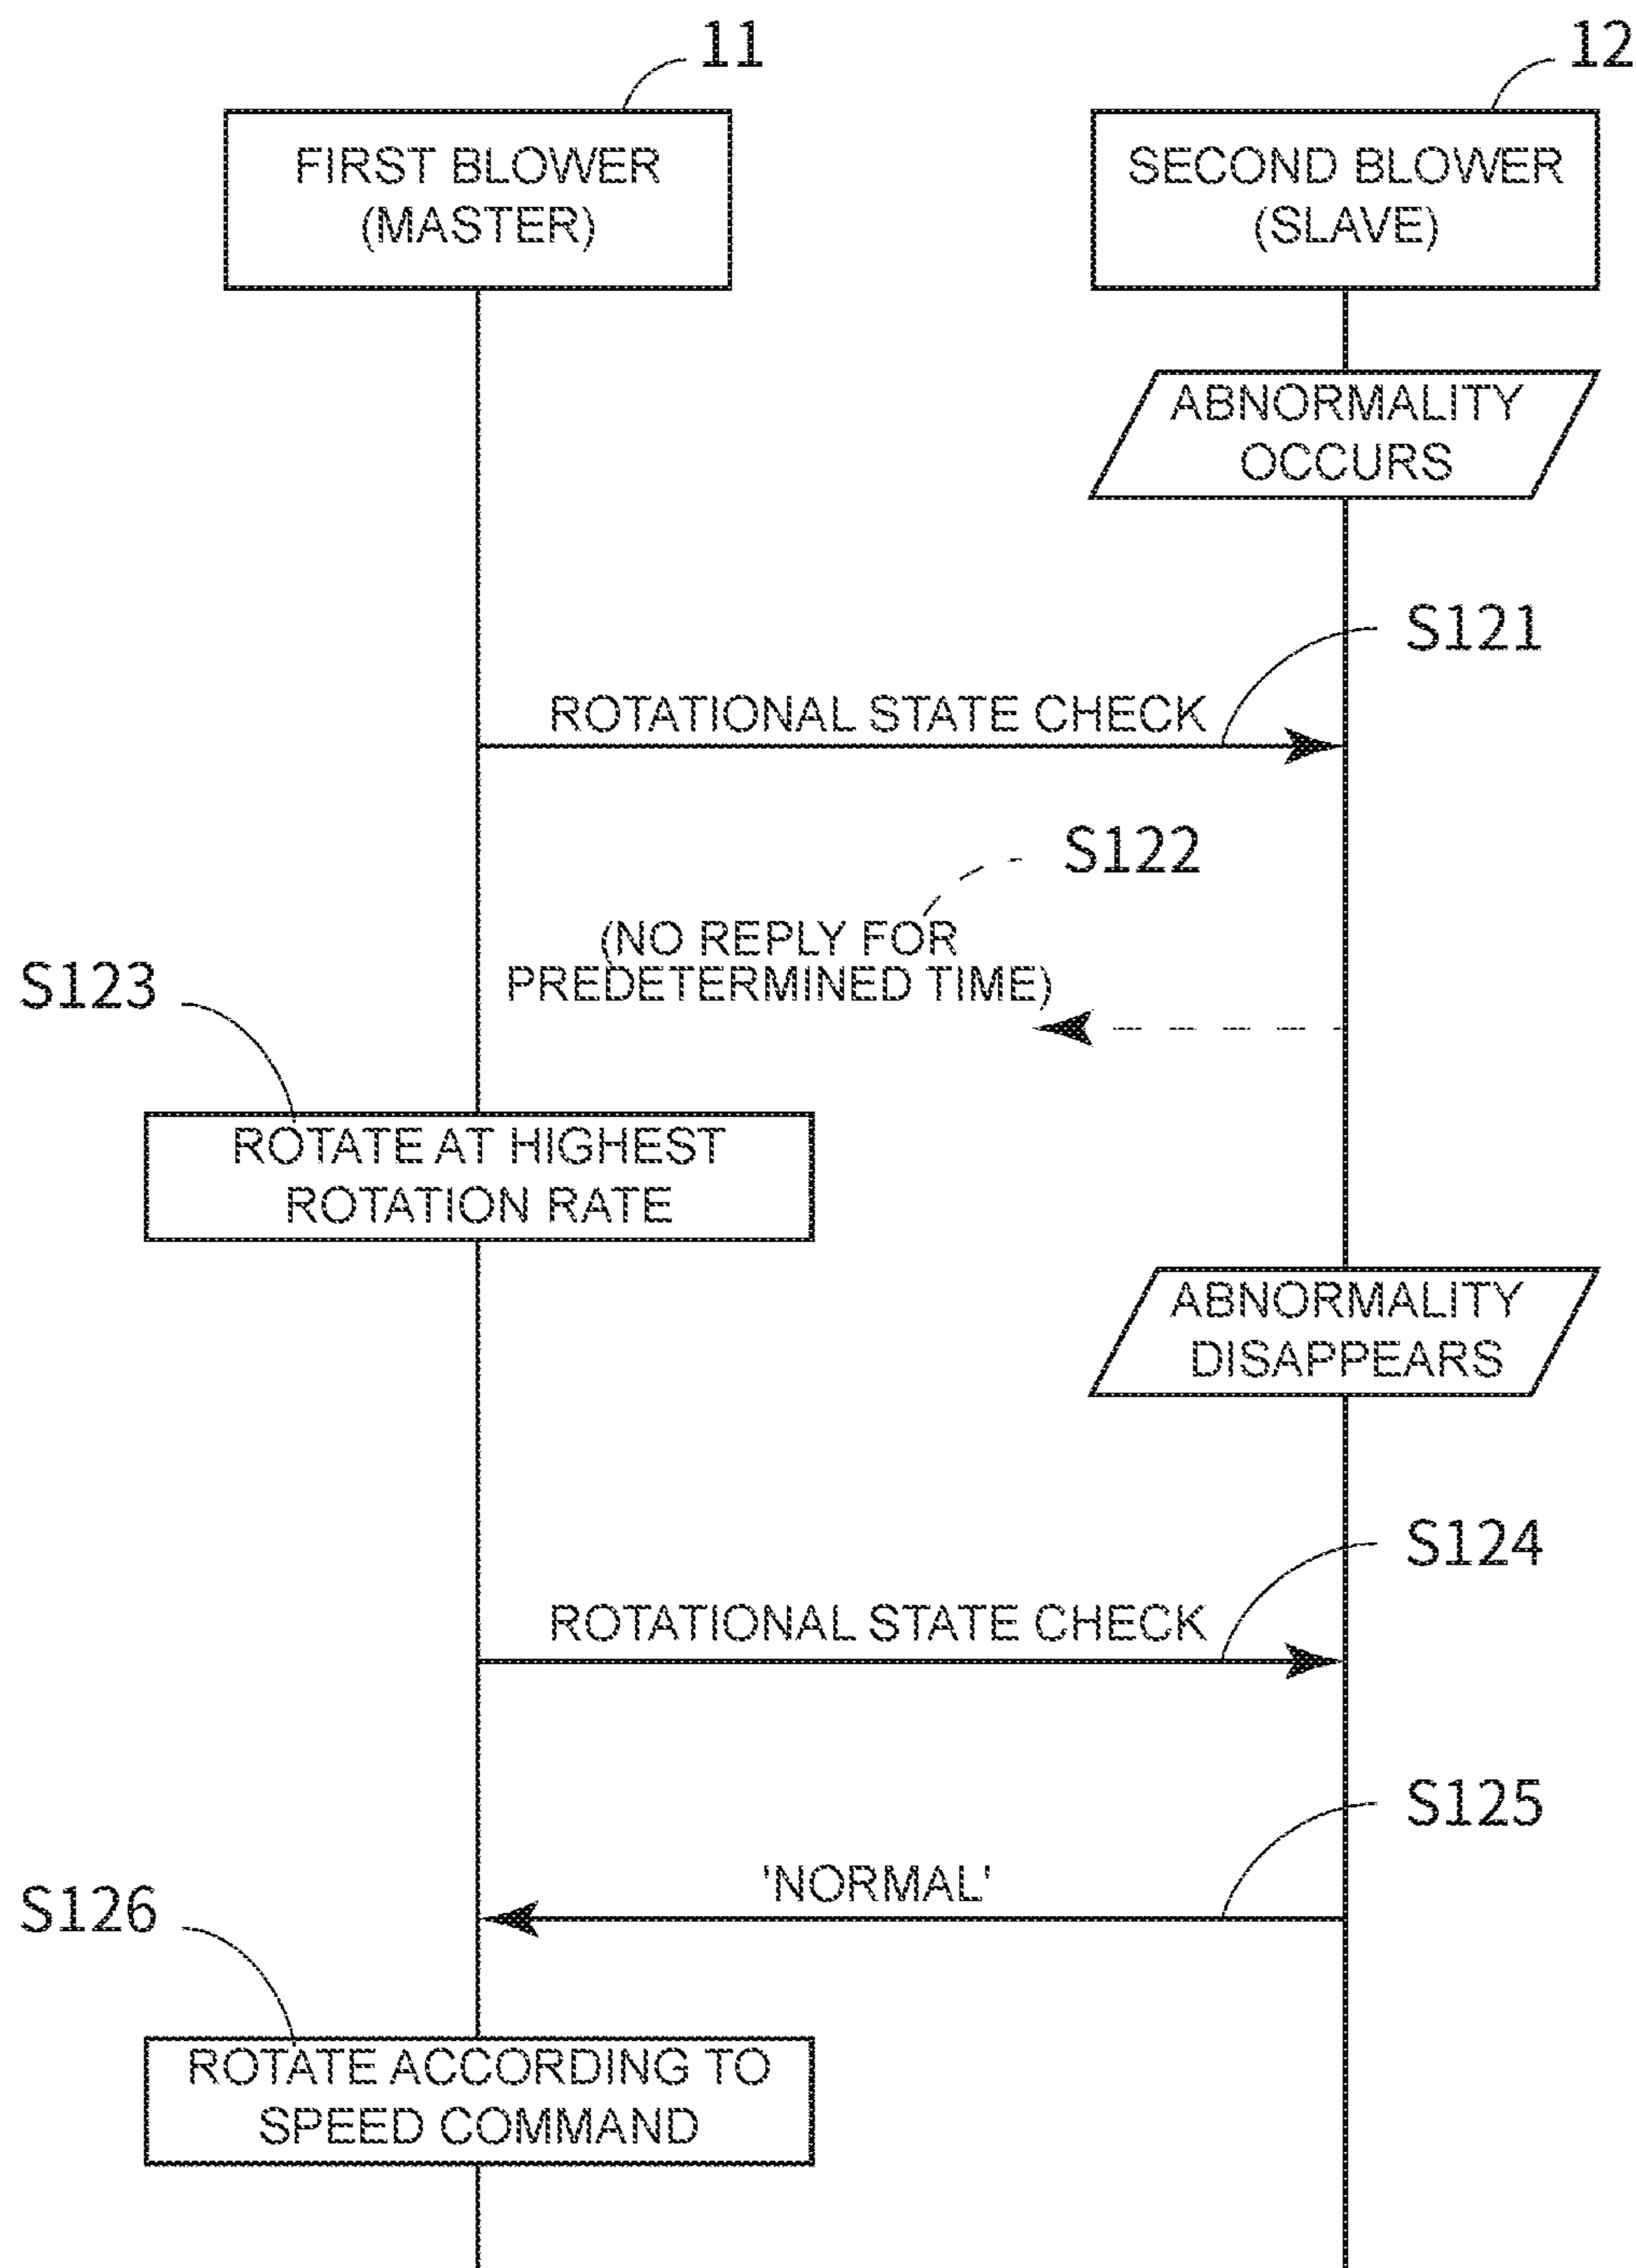 11
12
FIRST BLOWER
(MASTER)
SECOND BLOWER
(SLAVE)
ABNORMALITY
OCCURS
S121
ROTATIONAL STATE CHECK
S122
(NO REPLY FOR
PREDETERMINED TIME)
S123
ROTATE AT HIGHEST
ROTATION RATE
ABNORMALITY
DISAPPEARS
S124
ROTATIONAL STATE CHECK
S125
'NORMAL'
S126
ROTATE ACCORDING TO
SPEED COMMAND